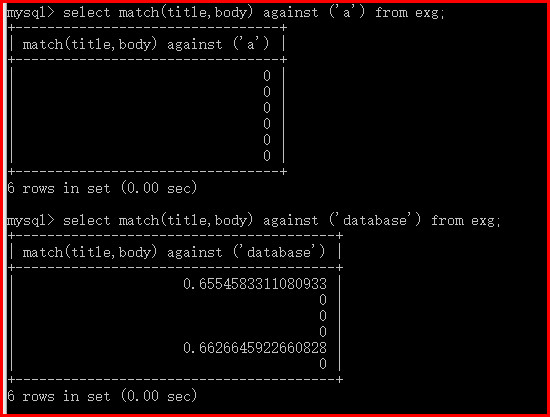 mysql> select match(title,body) against ('a') from exg;
+-------------------------------+
| match(title,body) against ('a') |
+-------------------------------+
| 0 |
| 0 |
| 0 |
| 0 |
| 0 |
| 0 |
+-------------------------------+
6 rows in set (0.00 sec)
mysql> select match(title,body) against ('database') from exg;
+--------------------------------------+
| match(title,body) against ('database') |
+--------------------------------------+
| 0.6554583311080933 |
| 0 |
| 0 |
| 0 |
| 0.6626645922660828 |
| 0 |
+--------------------------------------+
6 rows in set (0.00 sec)